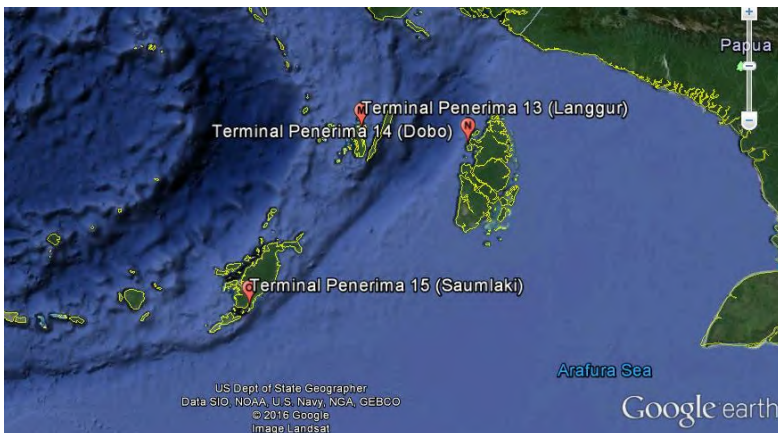 Papua
M
Terminal Penerima 13 (Langgur)
Terminal Penerima 14 (Dobo)
N
Terminal Penerima 15 (Saumlaki)
Arafura Sea
US Dept of State Geographer
Data SIO, NOAA, U.S. Navy, NGA, GEBCO
© 2016 Google
Image Landsat
Google earth